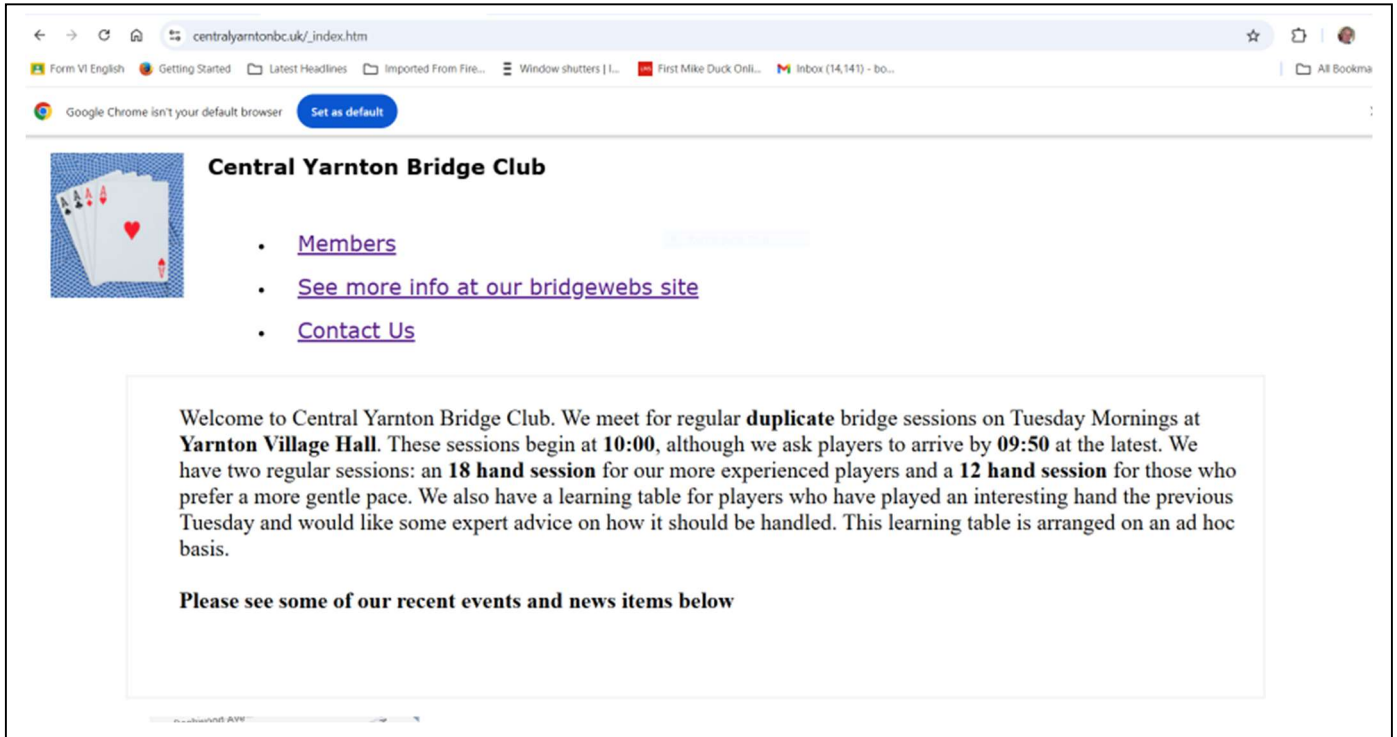 centralyarntonbc.uk/_index.htm
Form VI English Getting Started Latest Headlines Imported From Fire... Window shutters | I... First Mike Duck Onli... Inbox (14,141) - bo... All Bookma
Google Chrome isn't your default browser Set as default
Central Yarnton Bridge Club
• Members
• See more info at our bridgewebs site
• Contact Us
Welcome to Central Yarnton Bridge Club. We meet for regular duplicate bridge sessions on Tuesday Mornings at
Yarnton Village Hall. These sessions begin at 10:00, although we ask players to arrive by 09:50 at the latest. We
have two regular sessions: an 18 hand session for our more experienced players and a 12 hand session for those who
prefer a more gentle pace. We also have a learning table for players who have played an interesting hand the previous
Tuesday and would like some expert advice on how it should be handled. This learning table is arranged on an ad hoc
basis.
Please see some of our recent events and news items below